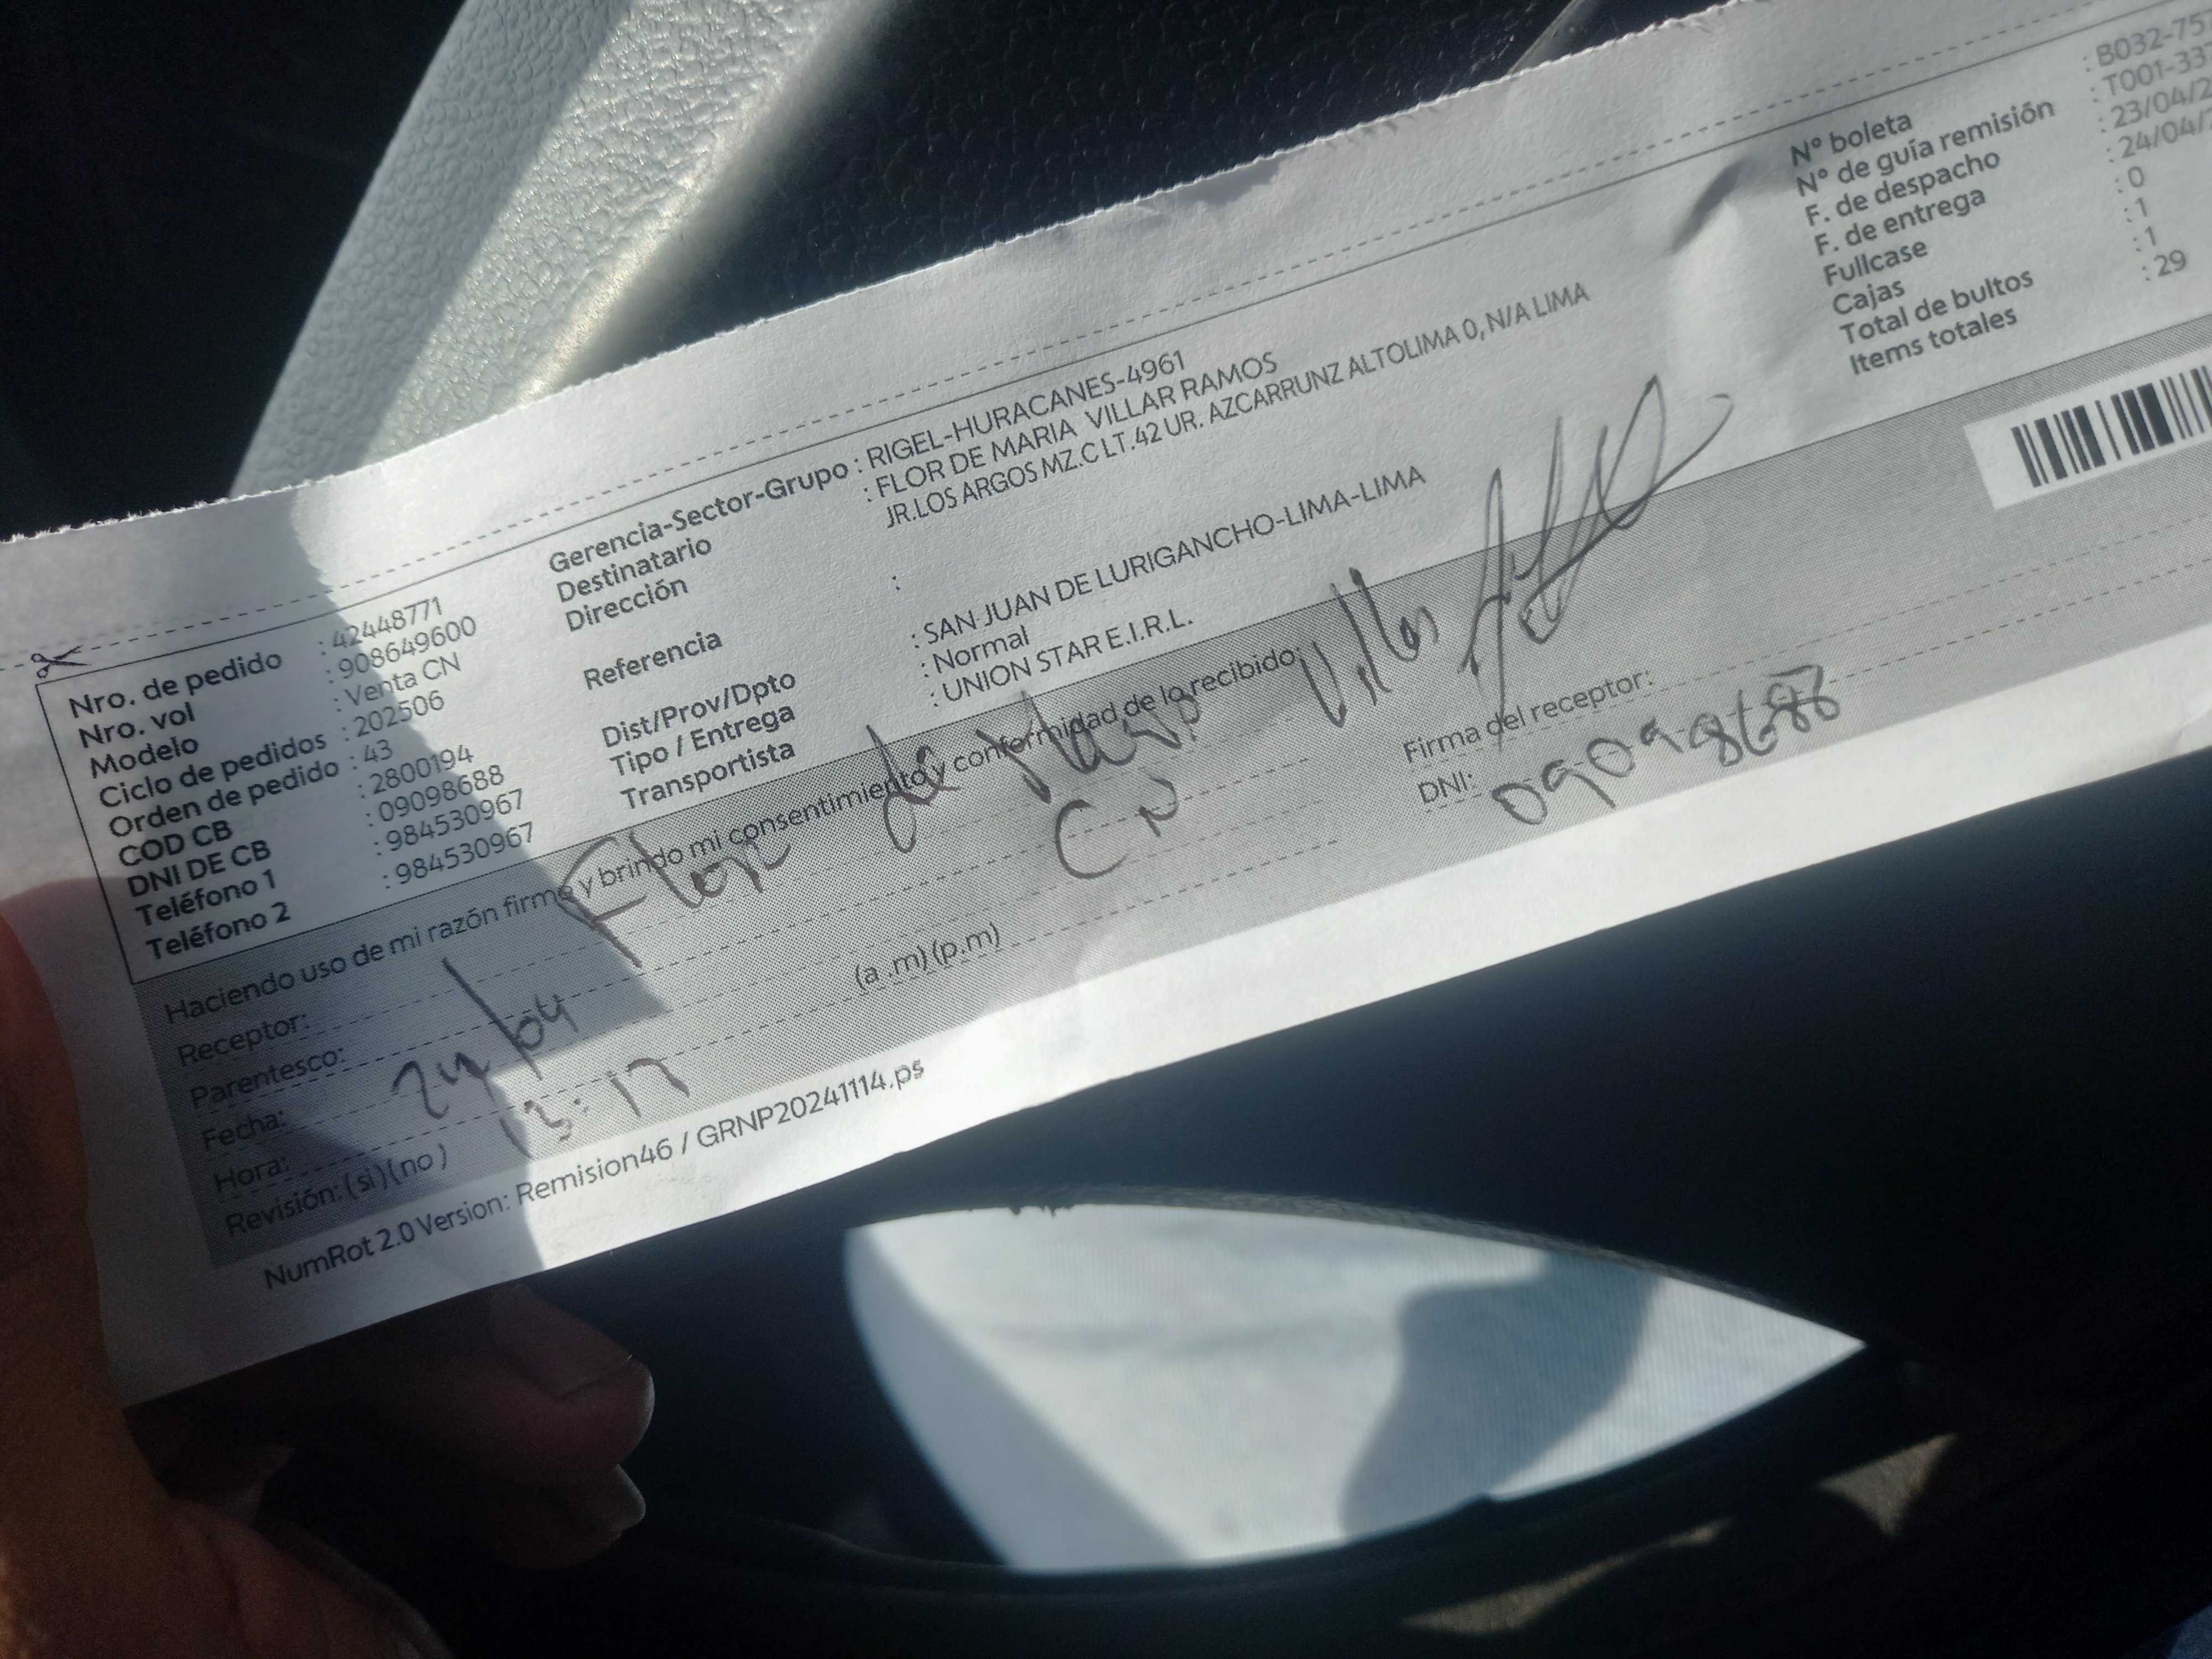 Nro. de pedido : 42448771
Nro. vol : 908649600
Modelo : Venta CN
Ciclo de pedidos : 202506
Orden de pedido : 43
COD CB : 2800194
DNI DE CB : 09098688
Teléfono 1 : 984530967
Teléfono 2 : 984530967
Gerencia-Sector-Grupo : RIGEL-HURACANES-4961
Destinatario : FLOR DE MARIA VILLAR RAMOS
Dirección JR.LOS ARGOS MZ.C LT.42 UR. AZCARRUNZ ALTOLIMA 0, N/A LIMA
Referencia :
Dist/Prov/Dpto : SAN JUAN DE LURIGANCHO-LIMA-LIMA
Tipo / Entrega : Normal
Transportista : UNION STAR E.I.R.L.
N° boleta : B032-75
N° de guía remisión : T001-33
F. de despacho : 23/04/2
F. de entrega : 24/04/
Fullcase : 0
Cajas : 1
Total de bultos : 1
Items totales : 29
Haciendo uso de mi razón firmo y brindo mi consentimiento y conformidad de lo recibido:
Receptor: Flor de Maria Villar
Parentesco: CN
Fecha: 24/04
Hora: 13:17 (a .m) (p.m)
Revisión: (si) (no)
Firma del receptor:
DNI: 09098688
NumRot 2.0 Version: Remision46 / GRNP20241114.ps